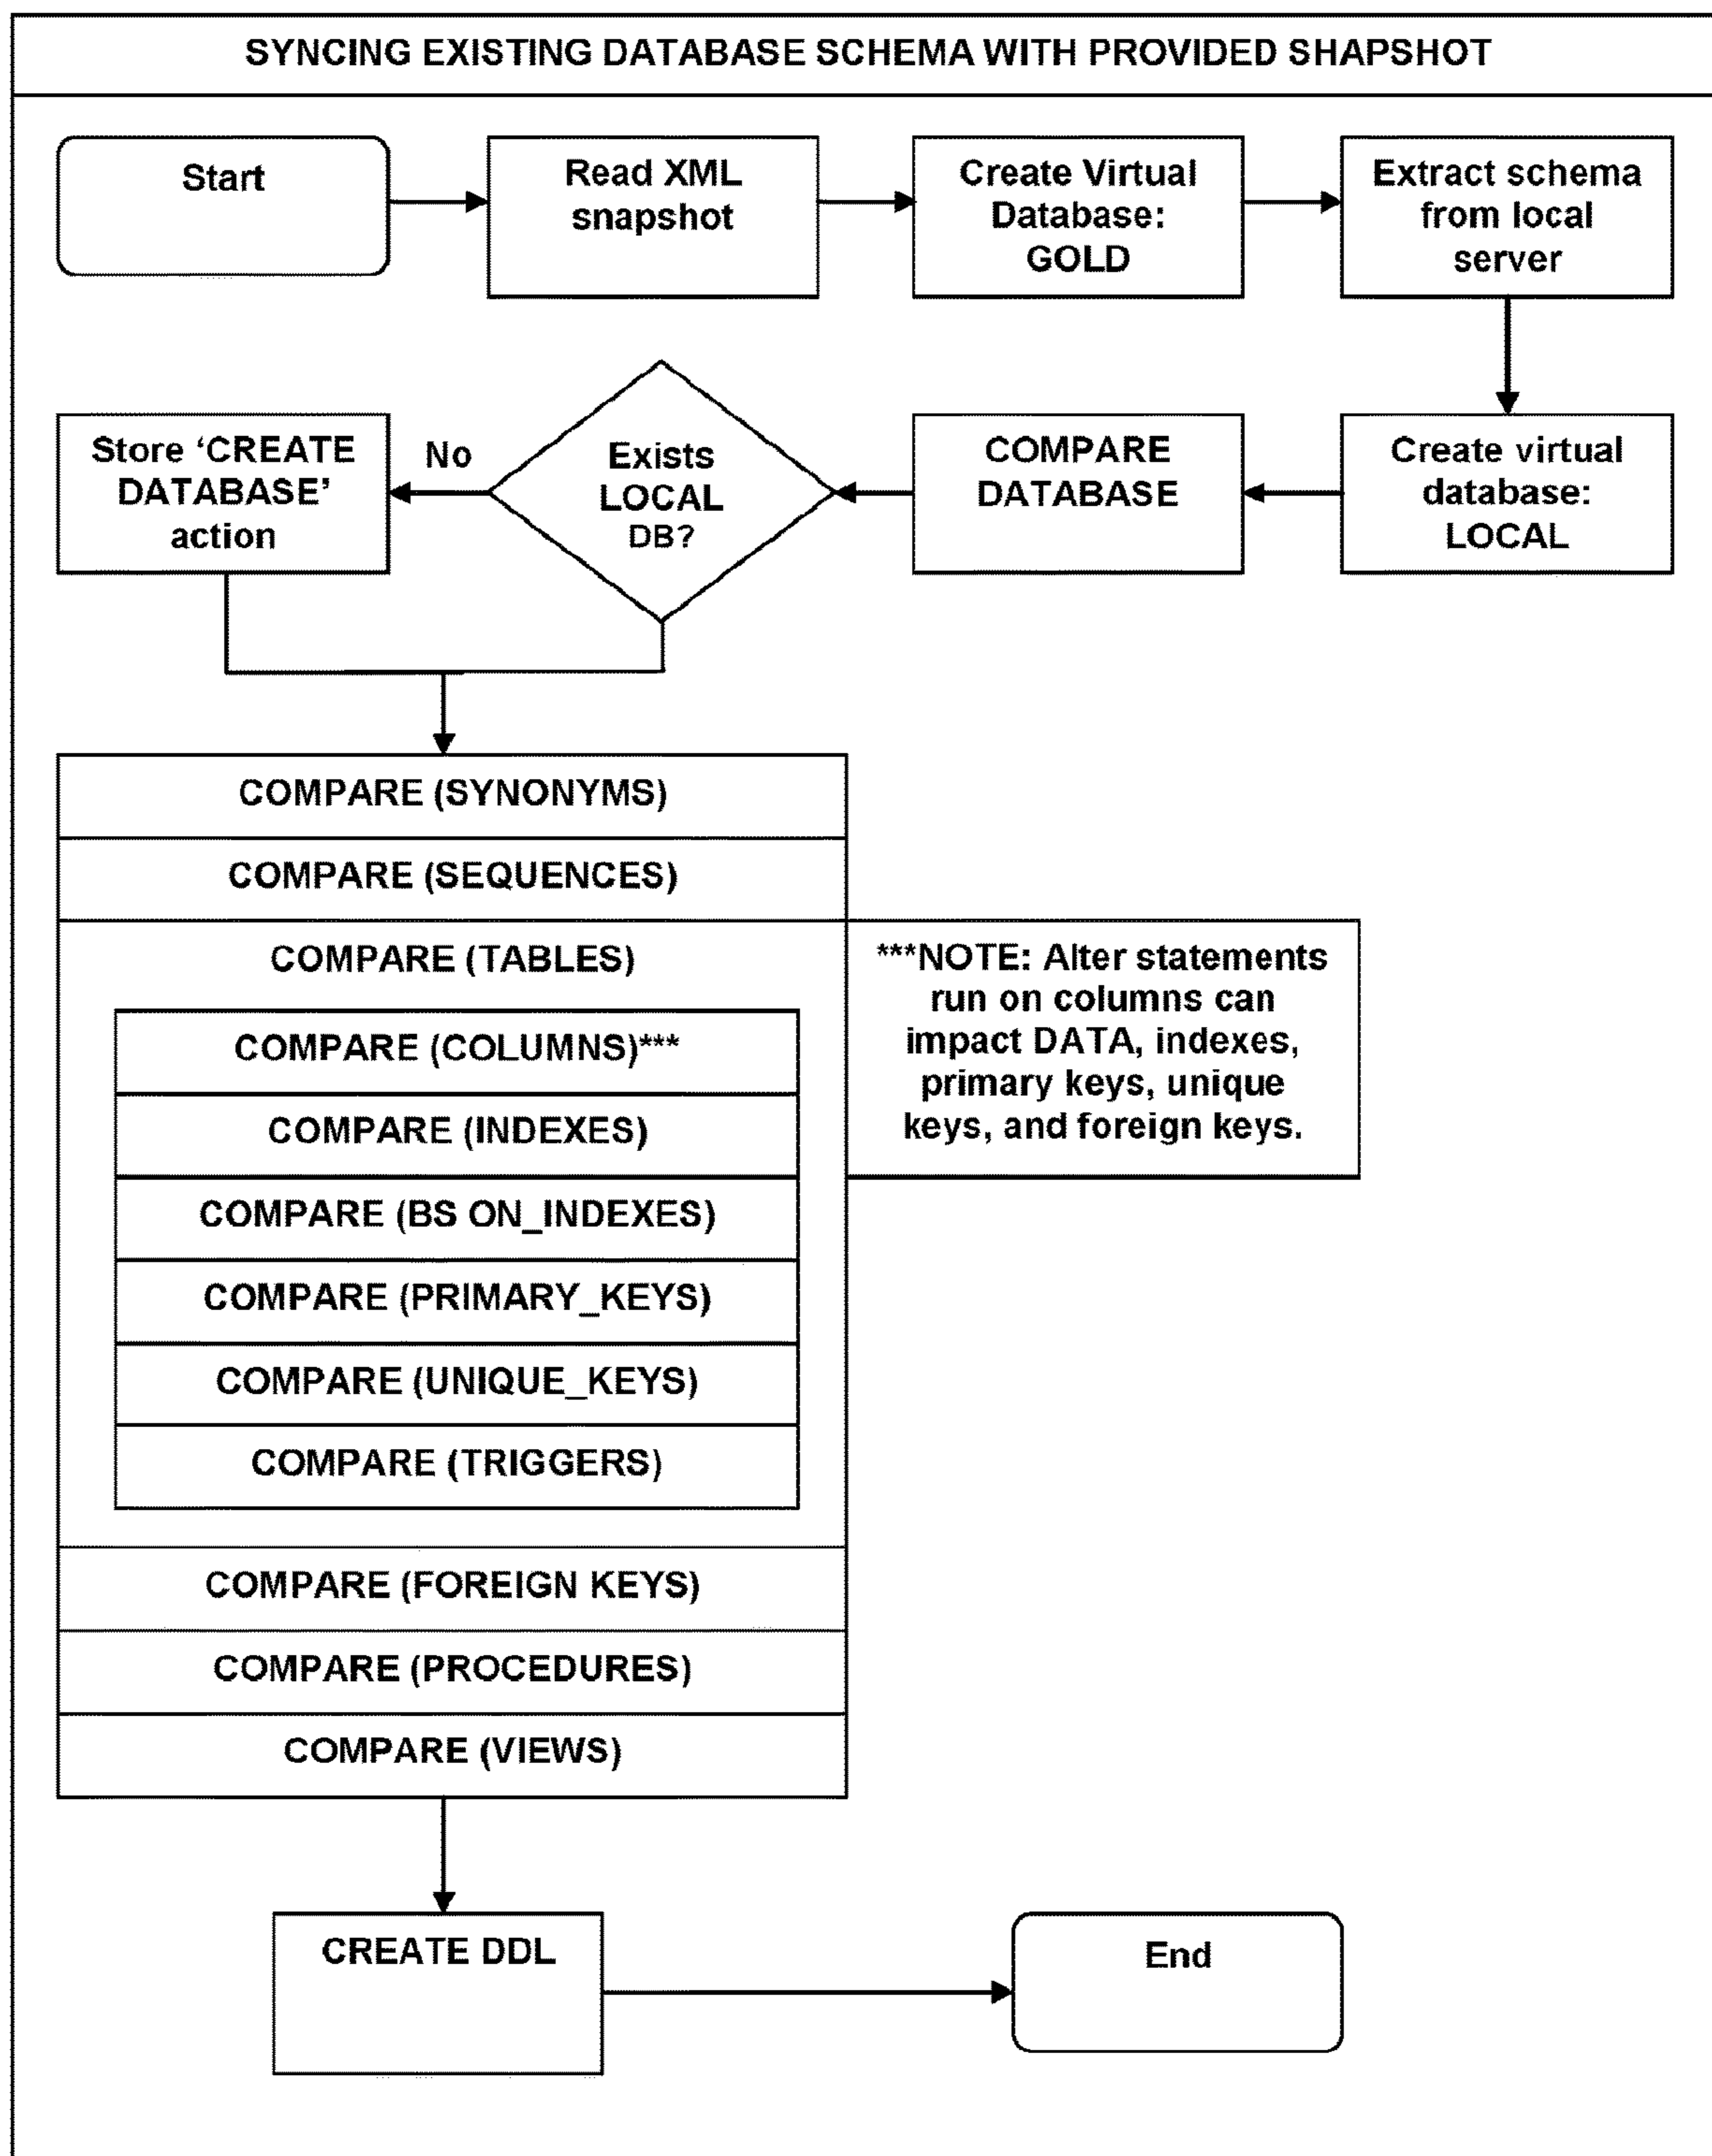 SYNCING EXISTING DATABASE SCHEMA WITH PROVIDED SHAPSHOT
Start
Read XML
snapshot
Create Virtual
Database:
GOLD
Extract schema
from local
server
Store ‘CREATE
DATABASE’
action
No
Exists
LOCAL
DB?
COMPARE
DATABASE
Create virtual
database:
LOCAL
COMPARE (SYNONYMS)
COMPARE (SEQUENCES)
COMPARE (TABLES)
***NOTE: Alter statements
run on columns can
impact DATA, indexes,
primary keys, unique
keys, and foreign keys.
COMPARE (COLUMNS)***
COMPARE (INDEXES)
COMPARE (BS ON_INDEXES)
COMPARE (PRIMARY_KEYS)
COMPARE (UNIQUE_KEYS)
COMPARE (TRIGGERS)
COMPARE (FOREIGN KEYS)
COMPARE (PROCEDURES)
COMPARE (VIEWS)
CREATE DDL
End